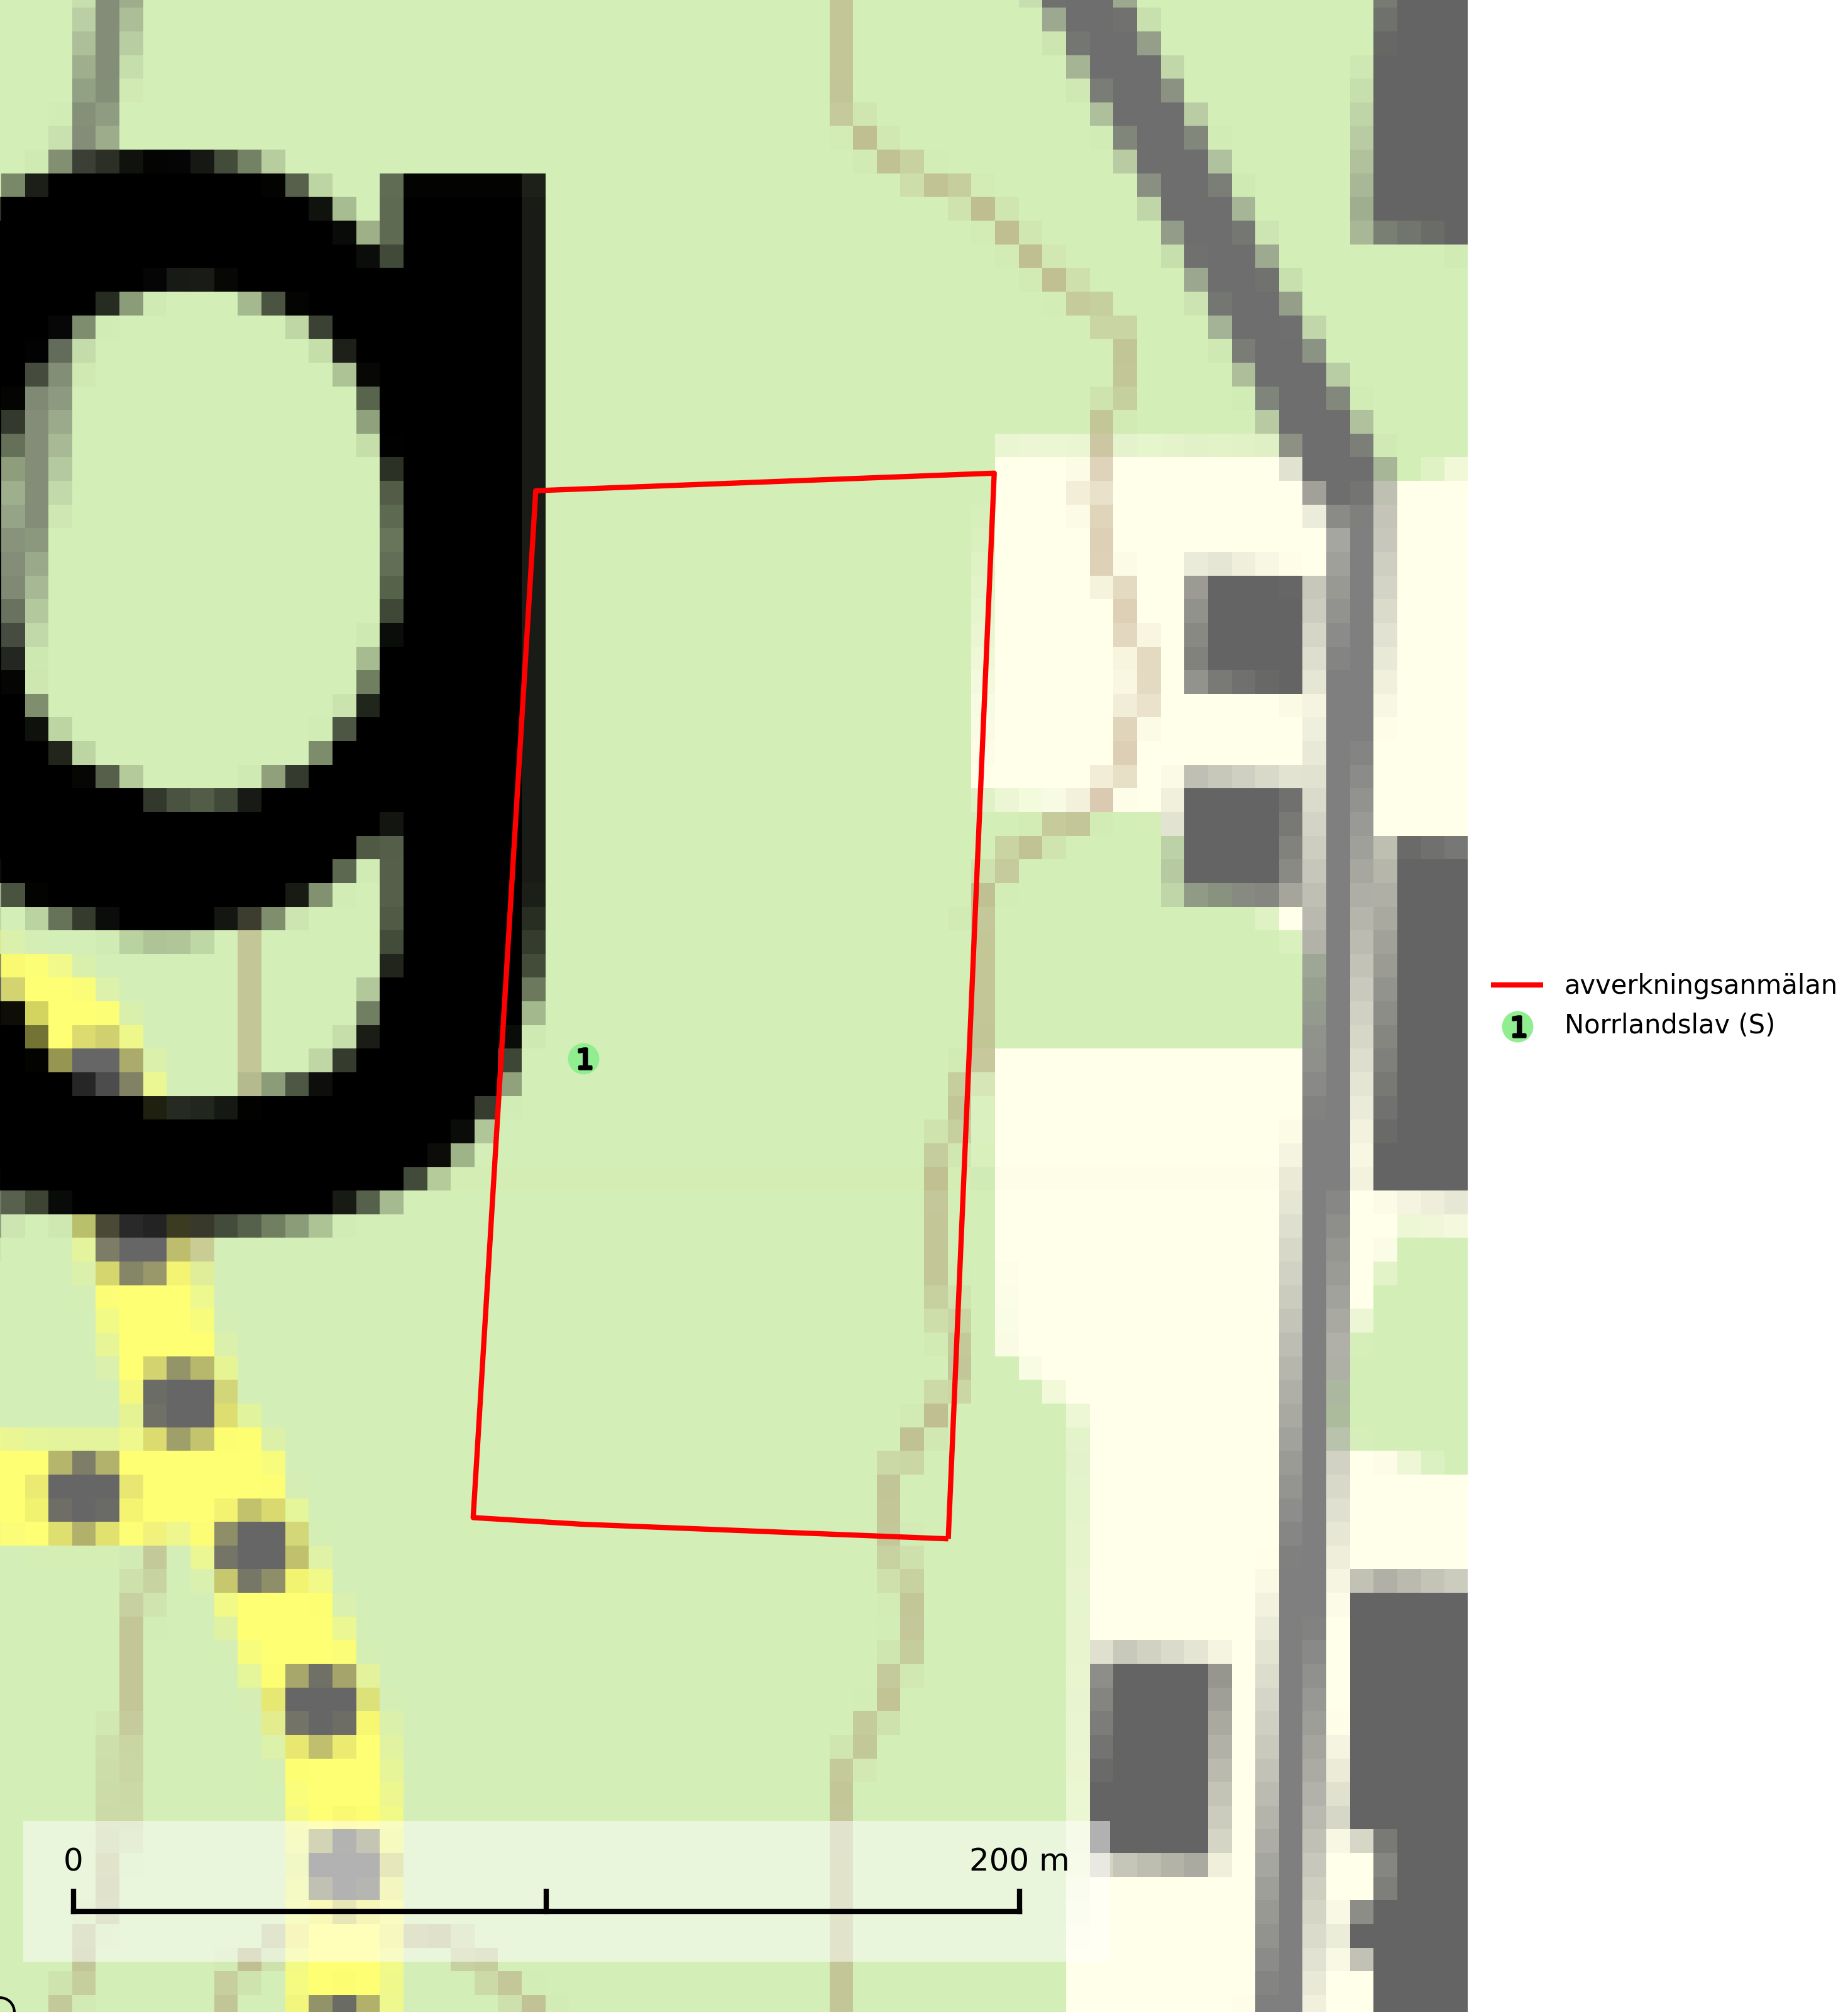 g
1
avverkningsanmälan
1 Norrlandslav (S)
0 200 m